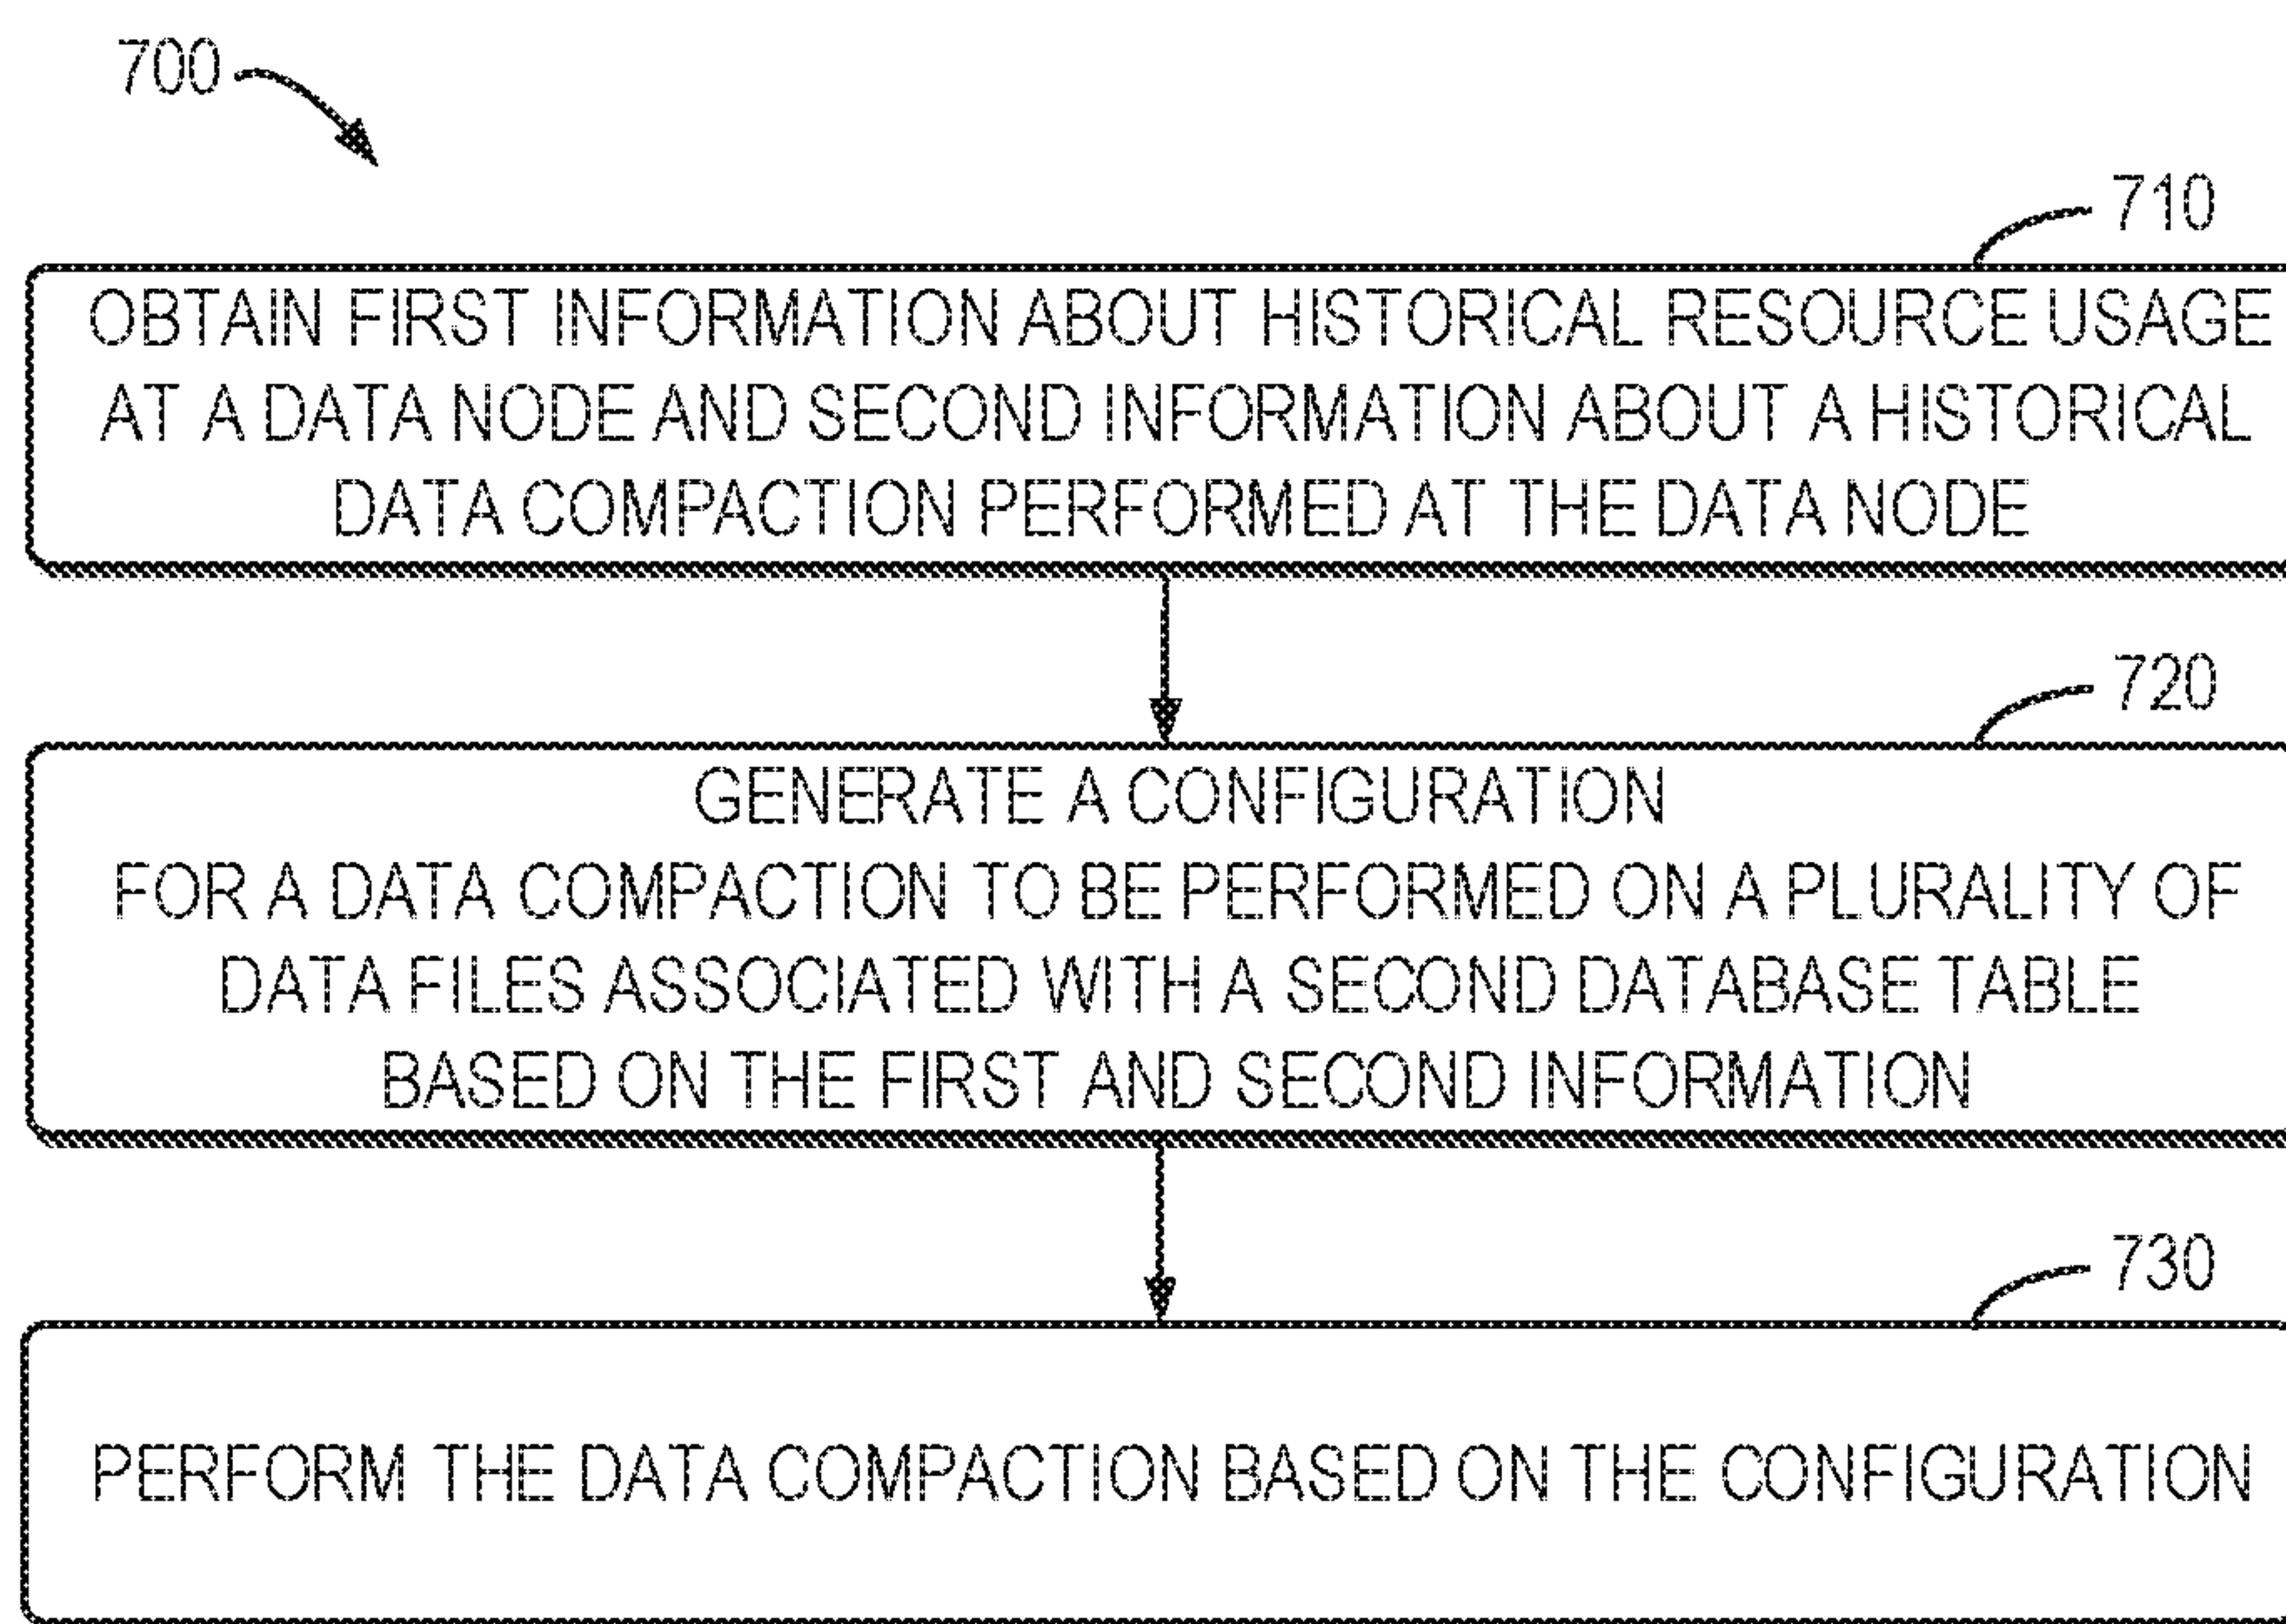 700
710
OBTAIN FIRST INFORMATION ABOUT HISTORICAL RESOURCE USAGE
AT A DATA NODE AND SECOND INFORMATION ABOUT A HISTORICAL
DATA COMPACTION PERFORMED AT THE DATA NODE
720
GENERATE A CONFIGURATION
FOR A DATA COMPACTION TO BE PERFORMED ON A PLURALITY OF
DATA FILES ASSOCIATED WITH A SECOND DATABASE TABLE
BASED ON THE FIRST AND SECOND INFORMATION
730
PERFORM THE DATA COMPACTION BASED ON THE CONFIGURATION